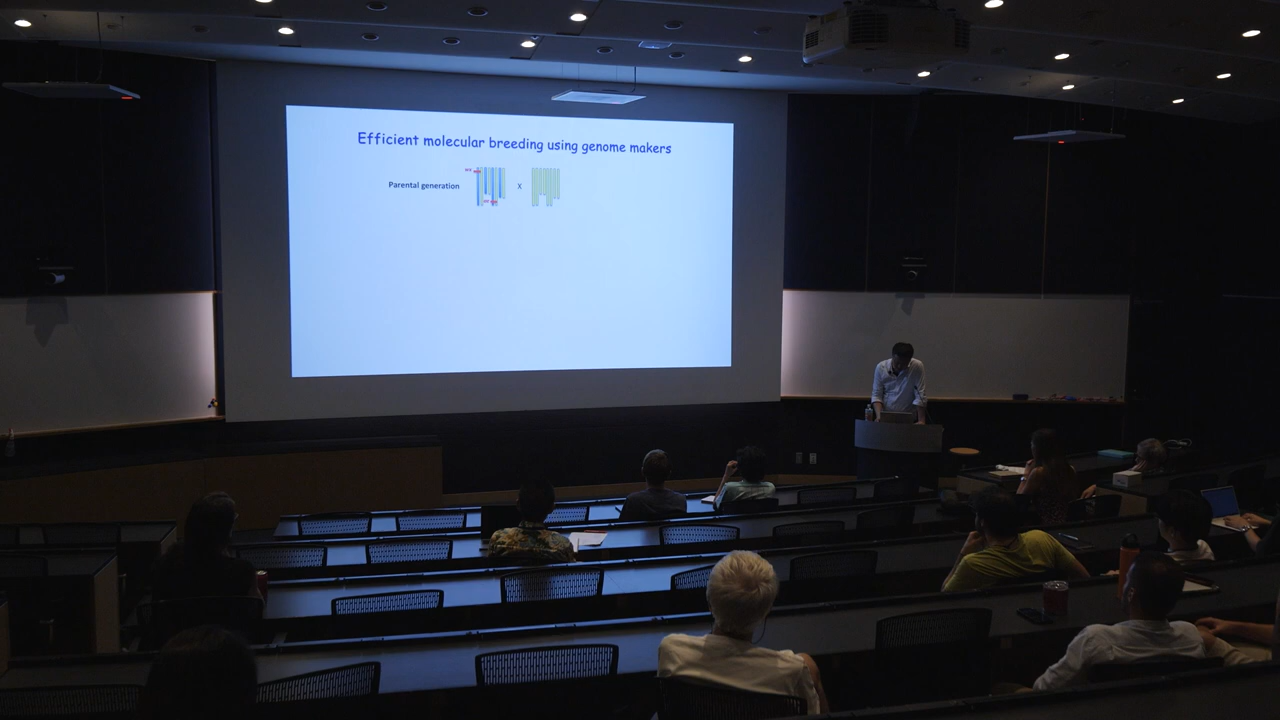 Efficient molecular breeding using genome makers
Parental generation
X